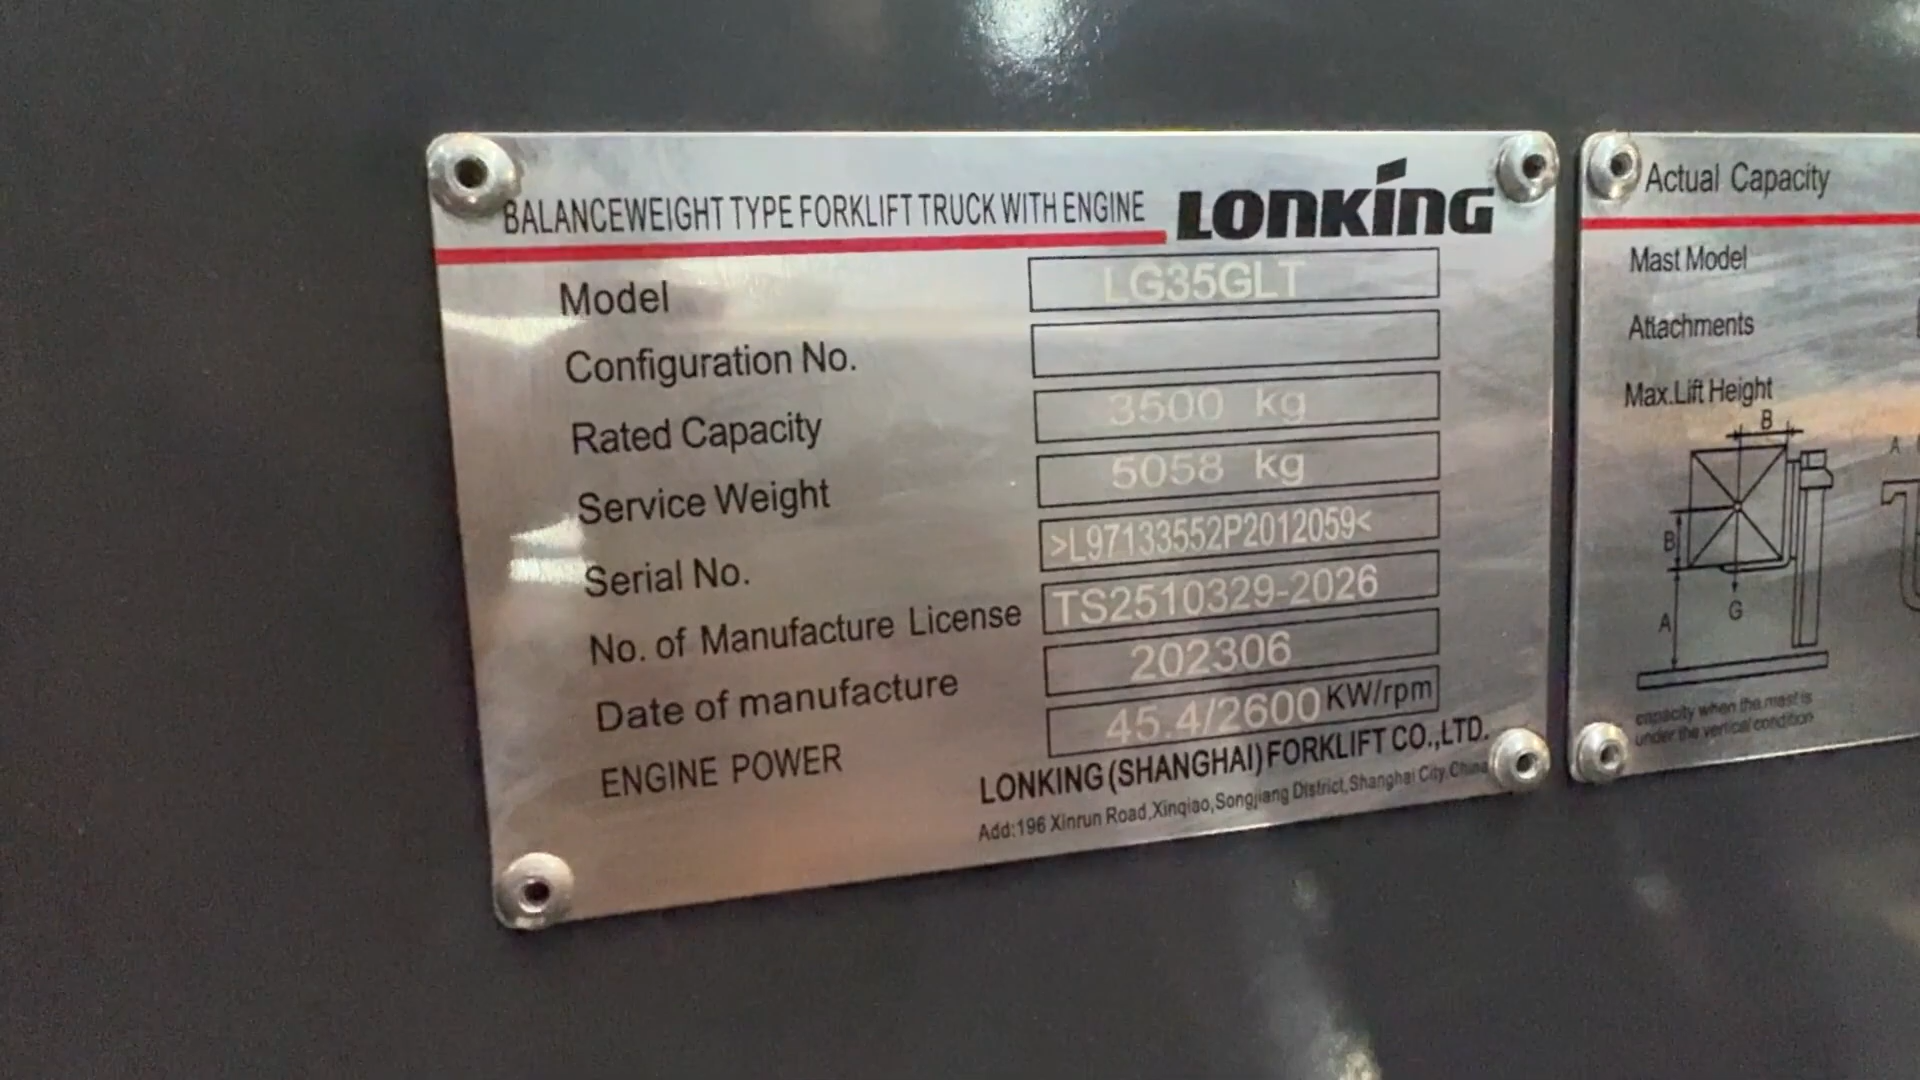 BALANCEWEIGHT TYPE FORKLIFT TRUCK WITH ENGINE LONKING
Model LG35GLT
Configuration No.
Rated Capacity 3500 kg
Service Weight 5058 kg
Serial No. >L97133552P2012059<
No. of Manufacture License TS2510329-2026
Date of manufacture 202306
ENGINE POWER 45.4/2600 KW/rpm
LONKING (SHANGHAI) FORKLIFT CO.,LTD.
Add:196 Xinrun Road,Xinqiao,Songjiang District,Shanghai City,China
Actual Capacity
Mast Model
Attachments
Max.Lift Height
B
A
B
G
A
capacity when the mast is
under the vertical condition